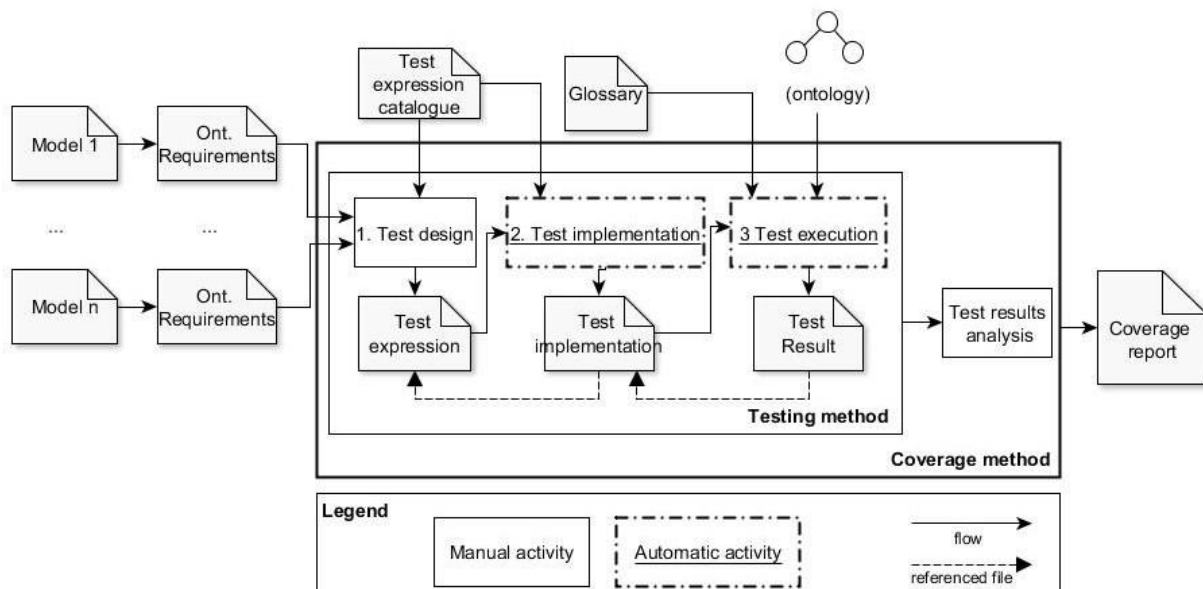 Test
expression
catalogue
Glossary
(ontology)
Model 1
Ont.
Requirements
...
...
Model n
Ont.
Requirements
1. Test design
2. Test implementation
3 Test execution
Test
expression
Test
implementation
Test
Result
Test results
analysis
Coverage
report
Testing method
Coverage method
Legend
Manual activity
Automatic activity
flow
referenced file